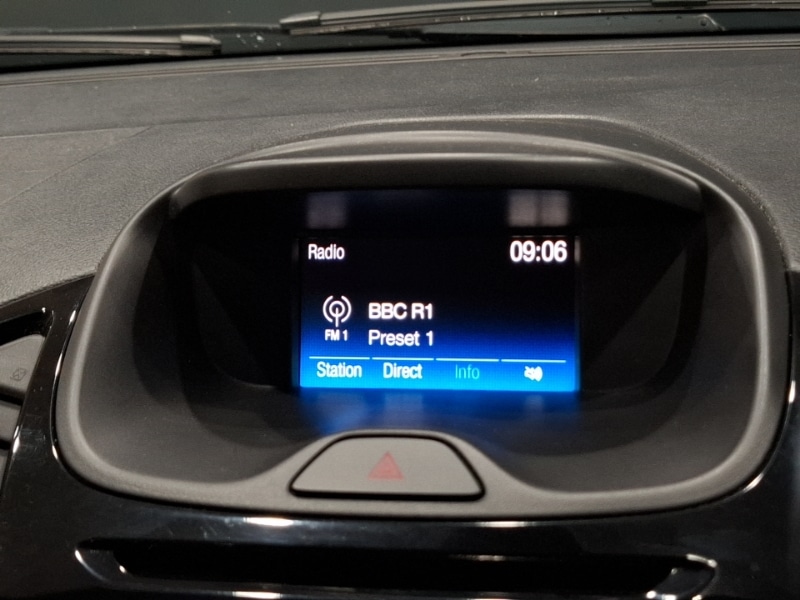 Radio 09:06
BBC R1
FM 1 Preset 1
Station Direct Info